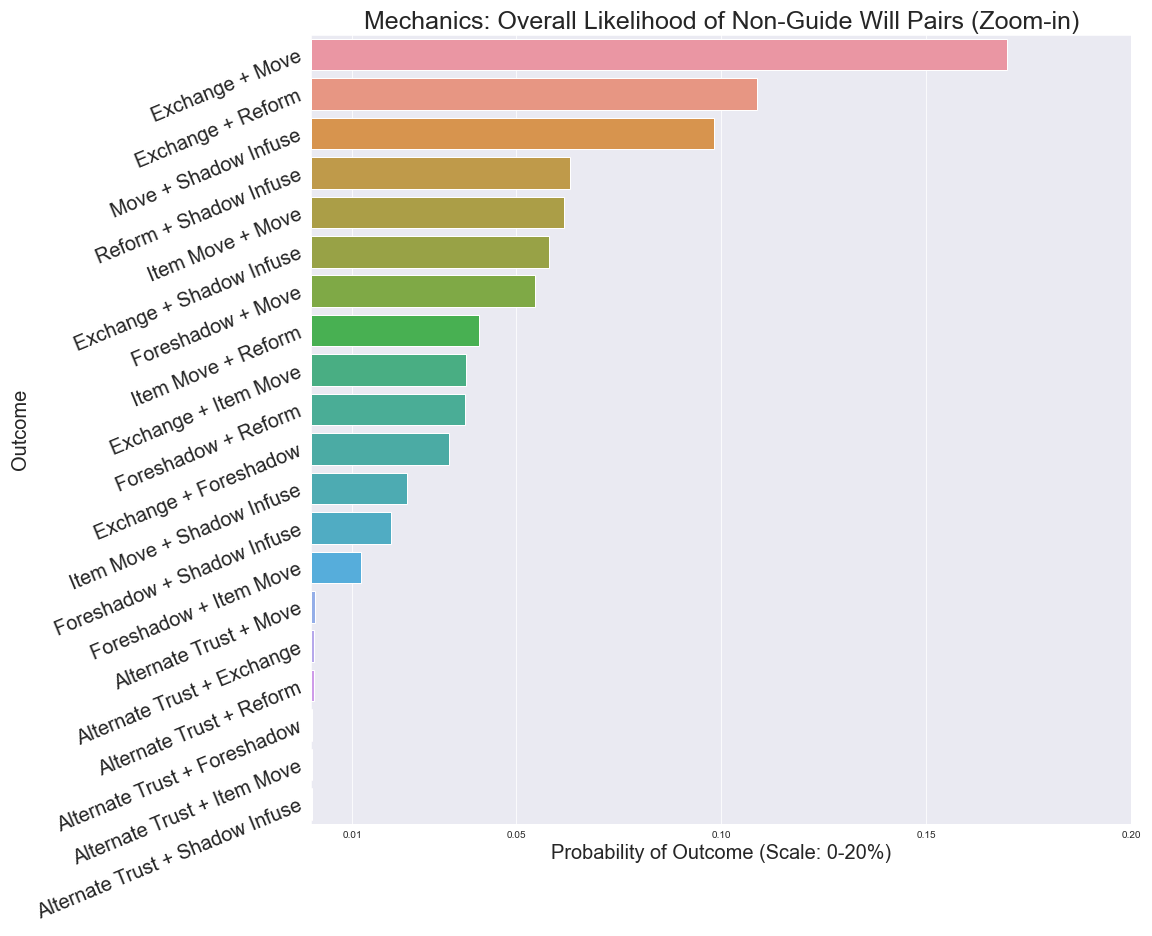 Mechanics: Overall Likelihood of Non-Guide Will Pairs (Zoom-in)
Exchange + Move
Exchange + Reform
Move + Shadow Infuse
Reform + Shadow Infuse
Item Move + Move
Exchange + Shadow Infuse
Foreshadow + Move
Item Move + Reform
Exchange + Item Move
Foreshadow + Reform
Exchange + Foreshadow
Item Move + Shadow Infuse
Foreshadow + Shadow Infuse
Foreshadow + Item Move
Alternate Trust + Move
Alternate Trust + Exchange
Alternate Trust + Reform
Alternate Trust + Foreshadow
Alternate Trust + Item Move
Alternate Trust + Shadow Infuse
Outcome
0.01 0.05 0.10 0.15 0.20
Probability of Outcome (Scale: 0-20%)